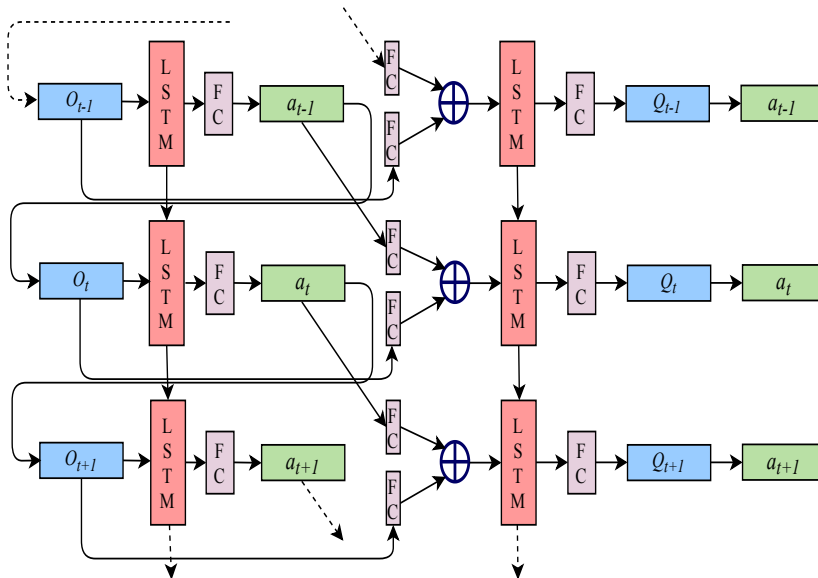 O_{t-1}
LSTM
FC
a_{t-1}
FC
FC
LSTM
FC
Q_{t-1}
a_{t-1}
O_t
LSTM
FC
a_t
FC
FC
LSTM
FC
Q_t
a_t
O_{t+1}
LSTM
FC
a_{t+1}
FC
FC
LSTM
FC
Q_{t+1}
a_{t+1}